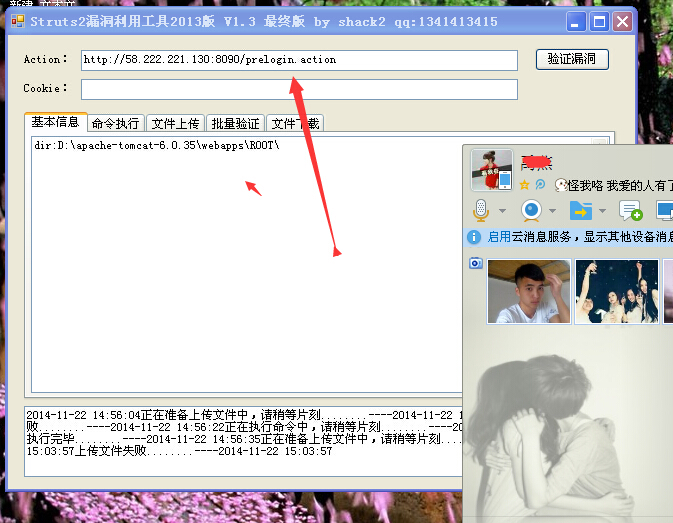 Struts2漏洞利用工具2013版 V1.3 最终版 by shack2 qq:1341413415
Action:
http://58.222.221.130:8090/prelogin.action
验证漏洞
Cookie:
基本信息
命令执行
文件上传
批量验证
文件下载
dir:D:\apache-tomcat-6.0.35\webapps\ROOT\
怪我咯 我爱的人有了
启用云消息服务，显示其他设备消息
2014-11-22 14:56:04正在准备上传文件中，请稍等片刻........----2014-11-22 1
败........----2014-11-22 14:56:22正在执行命令中，请稍等片刻........----20
执行完毕........----2014-11-22 14:56:35正在准备上传文件中，请稍等片刻....
15:03:57上传文件失败........----2014-11-22 15:03:57